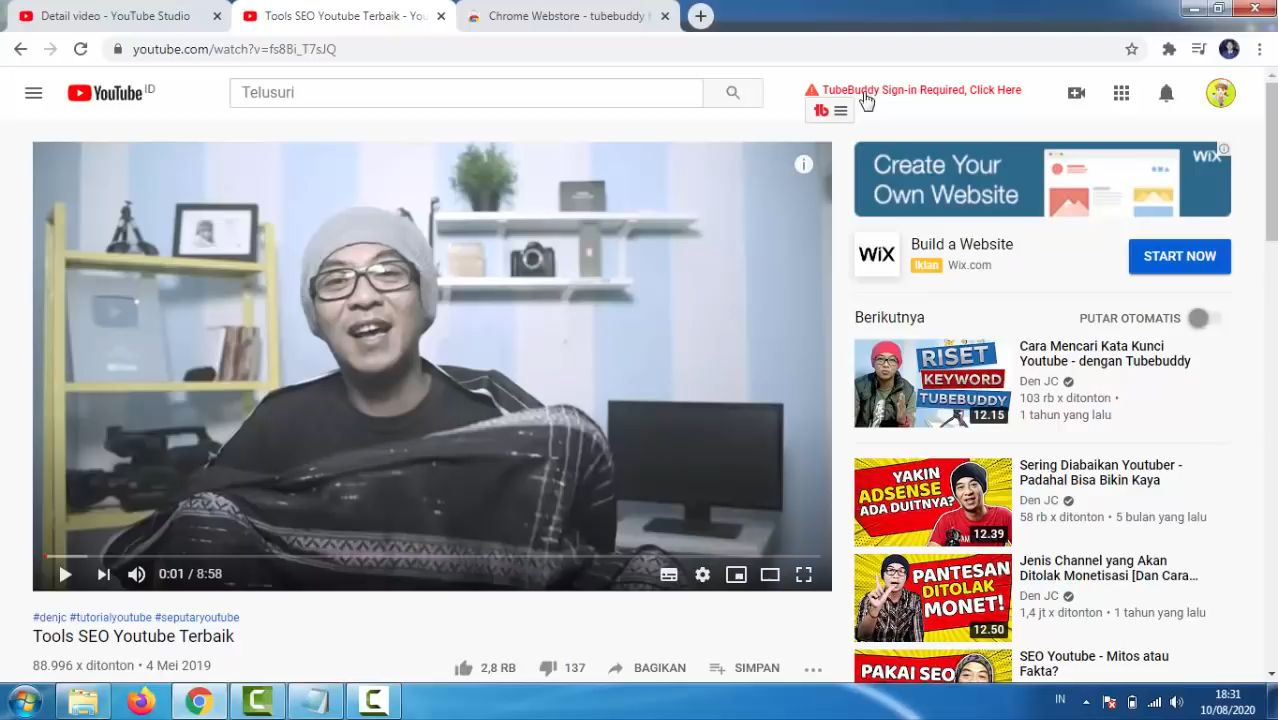 Detail video - YouTube Studio
Tools SEO Youtube Terbaik - You
Chrome Webstore - tubebuddy
youtube.com/watch?v=fs8Bi_T7sJQ
YouTube ID
Telusuri
TubeBuddy Sign-in Required, Click Here
tb
Create Your
Own Website
WiX
WiX
Build a Website
Iklan Wix.com
START NOW
Berikutnya
PUTAR OTOMATIS
RISET
KEYWORD
TUBEBUDDY
12.15
Cara Mencari Kata Kunci
Youtube - dengan Tubebuddy
Den JC
103 rb x ditonton •
1 tahun yang lalu
YAKIN
ADSENSE
ADA DUITNYA?
12.39
Sering Diabaikan Youtuber -
Padahal Bisa Bikin Kaya
Den JC
58 rb x ditonton • 5 bulan yang lalu
PANTESAN
DITOLAK
MONET!
12.50
Jenis Channel yang Akan
Ditolak Monetisasi [Dan Cara...
Den JC
1,4 jt x ditonton • 1 tahun yang lalu
PAKAI SEO
SEO Youtube - Mitos atau
Fakta?
0:01 / 8:58
#denjc #tutorialyoutube #seputaryoutube
Tools SEO Youtube Terbaik
88.996 x ditonton • 4 Mei 2019
2,8 RB
137
BAGIKAN
SIMPAN
IN
18:31
10/08/2020